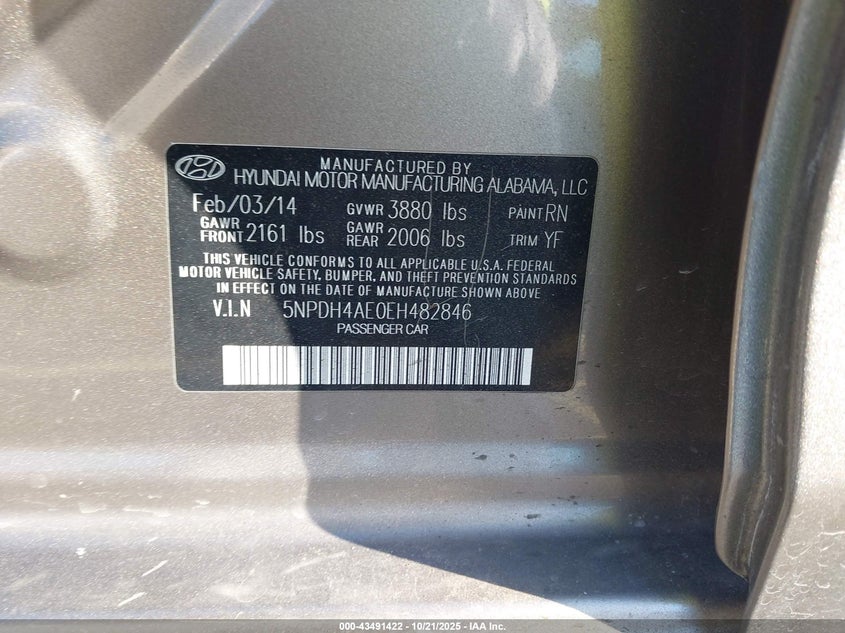 MANUFACTURED BY
HYUNDAI MOTOR MANUFACTURING ALABAMA, LLC
Feb/03/14 GVWR 3880 lbs PAINT RN
GAWR FRONT 2161 lbs GAWR REAR 2006 lbs TRIM YF
THIS VEHICLE CONFORMS TO ALL APPLICABLE U.S.A. FEDERAL
MOTOR VEHICLE SAFETY, BUMPER, AND THEFT PREVENTION STANDARDS
IN EFFECT ON THE DATE OF MANUFACTURE SHOWN ABOVE
V.I.N 5NPDH4AE0EH482846
PASSENGER CAR
000-43491422 - 10/21/2025 - IAA Inc.